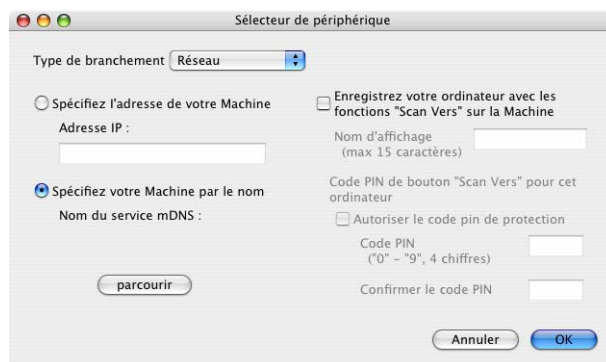 Sélecteur de périphérique
Type de branchement Réseau
Spécifiez l'adresse de votre Machine
Adresse IP :
Spécifiez votre Machine par le nom
Nom du service mDNS :
parcourir
Enregistrez votre ordinateur avec les
fonctions "Scan Vers" sur la Machine
Nom d'affichage
(max 15 caractères)
Code PIN de bouton "Scan Vers" pour cet
ordinateur
Autoriser le code pin de protection
Code PIN
("0" - "9", 4 chiffres)
Confirmer le code PIN
Annuler
OK